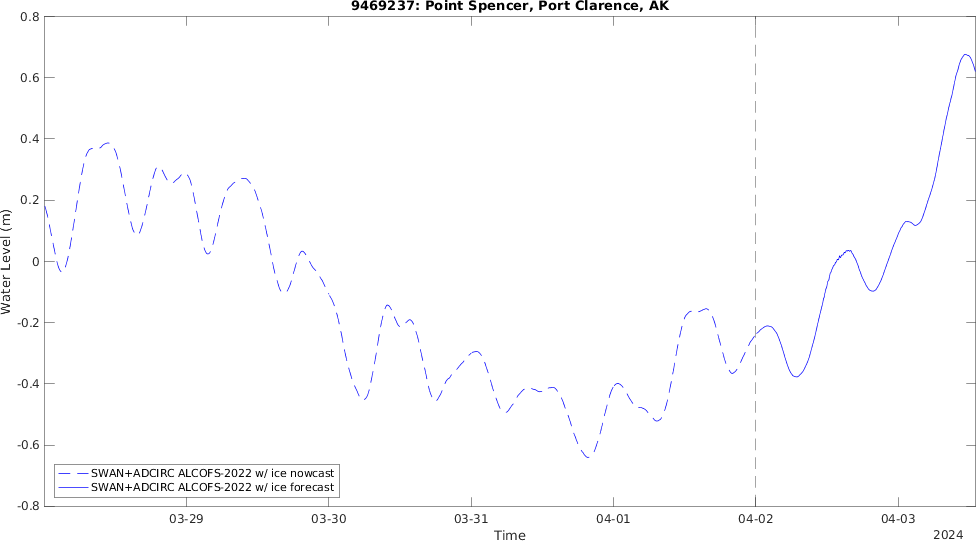 9469237: Point Spencer, Port Clarence, AK
0.8
0.6
0.4
0.2
0
-0.2
-0.4
-0.6
-0.8
Water Level (m)
SWAN+ADCIRC ALCOFS-2022 w/ ice nowcast
SWAN+ADCIRC ALCOFS-2022 w/ ice forecast
03-29 03-30 03-31 04-01 04-02 04-03
Time
2024